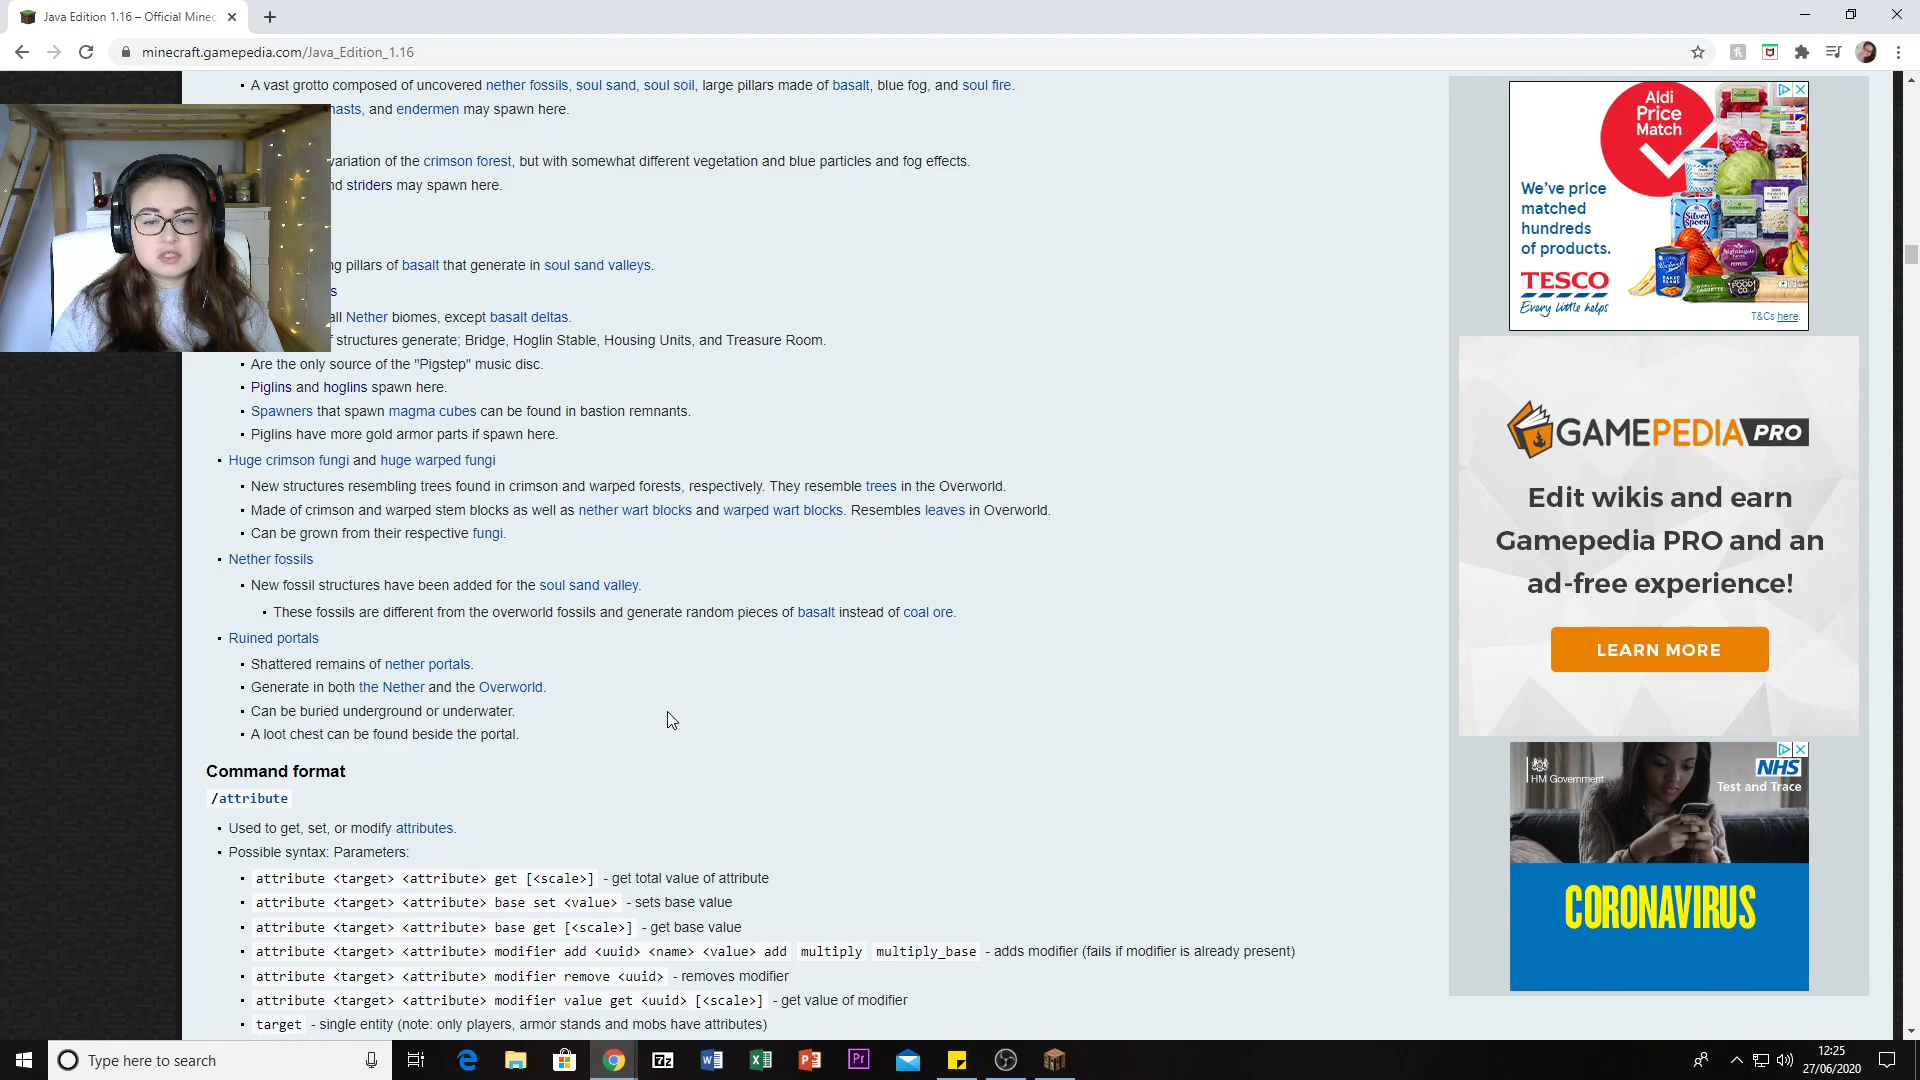 Java Edition 1.16 – Official Minec
minecraft.gamepedia.com/Java_Edition_1.16
A vast grotto composed of uncovered nether fossils, soul sand, soul soil, large pillars made of basalt, blue fog, and soul fire.
hasts, and endermen may spawn here.
variation of the crimson forest, but with somewhat different vegetation and blue particles and fog effects.
nd striders may spawn here.
ng pillars of basalt that generate in soul sand valleys.
s
all Nether biomes, except basalt deltas.
f structures generate; Bridge, Hoglin Stable, Housing Units, and Treasure Room.
Are the only source of the "Pigstep" music disc.
Piglins and hoglins spawn here.
Spawners that spawn magma cubes can be found in bastion remnants.
Piglins have more gold armor parts if spawn here.
Huge crimson fungi and huge warped fungi
New structures resembling trees found in crimson and warped forests, respectively. They resemble trees in the Overworld.
Made of crimson and warped stem blocks as well as nether wart blocks and warped wart blocks. Resembles leaves in Overworld.
Can be grown from their respective fungi.
Nether fossils
New fossil structures have been added for the soul sand valley.
These fossils are different from the overworld fossils and generate random pieces of basalt instead of coal ore.
Ruined portals
Shattered remains of nether portals.
Generate in both the Nether and the Overworld.
Can be buried underground or underwater.
A loot chest can be found beside the portal.
Command format
/attribute
Used to get, set, or modify attributes.
Possible syntax: Parameters:
attribute <target> <attribute> get [<scale>] - get total value of attribute
attribute <target> <attribute> base set <value> - sets base value
attribute <target> <attribute> base get [<scale>] - get base value
attribute <target> <attribute> modifier add <uuid> <name> <value> add multiply multiply_base - adds modifier (fails if modifier is already present)
attribute <target> <attribute> modifier remove <uuid> - removes modifier
attribute <target> <attribute> modifier value get <uuid> [<scale>] - get value of modifier
target - single entity (note: only players, armor stands and mobs have attributes)
Aldi
Price
Match
We've price
matched
hundreds
of products.
TESCO
Every little helps
T&Cs here.
Silver
Spoon
GAMEPEDIA PRO
Edit wikis and earn
Gamepedia PRO and an
ad-free experience!
LEARN MORE
HM Government
NHS
Test and Trace
CORONAVIRUS
Type here to search
7z
Pr
12:25
27/06/2020